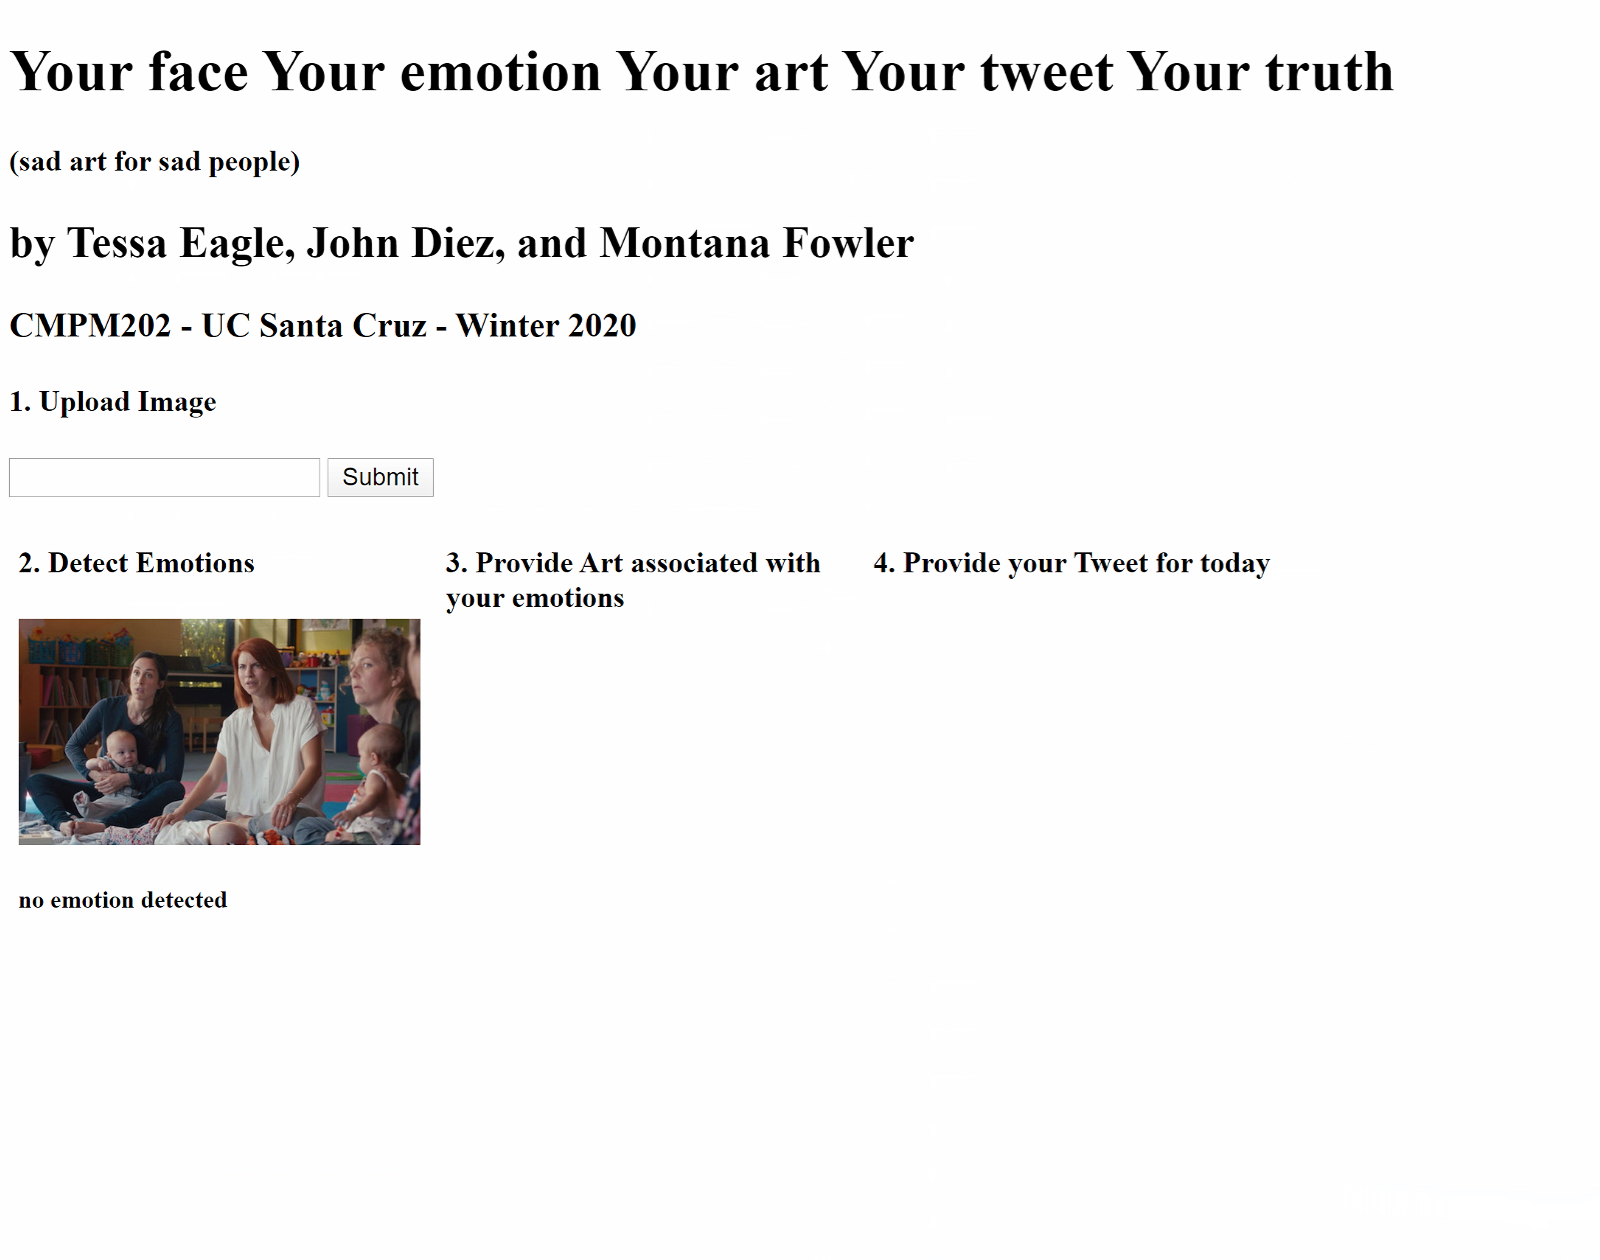 Your face Your emotion Your art Your tweet Your truth
(sad art for sad people)
by Tessa Eagle, John Diez, and Montana Fowler
CMPM202 - UC Santa Cruz - Winter 2020
1. Upload Image
Submit
2. Detect Emotions
3. Provide Art associated with
your emotions
4. Provide your Tweet for today
no emotion detected